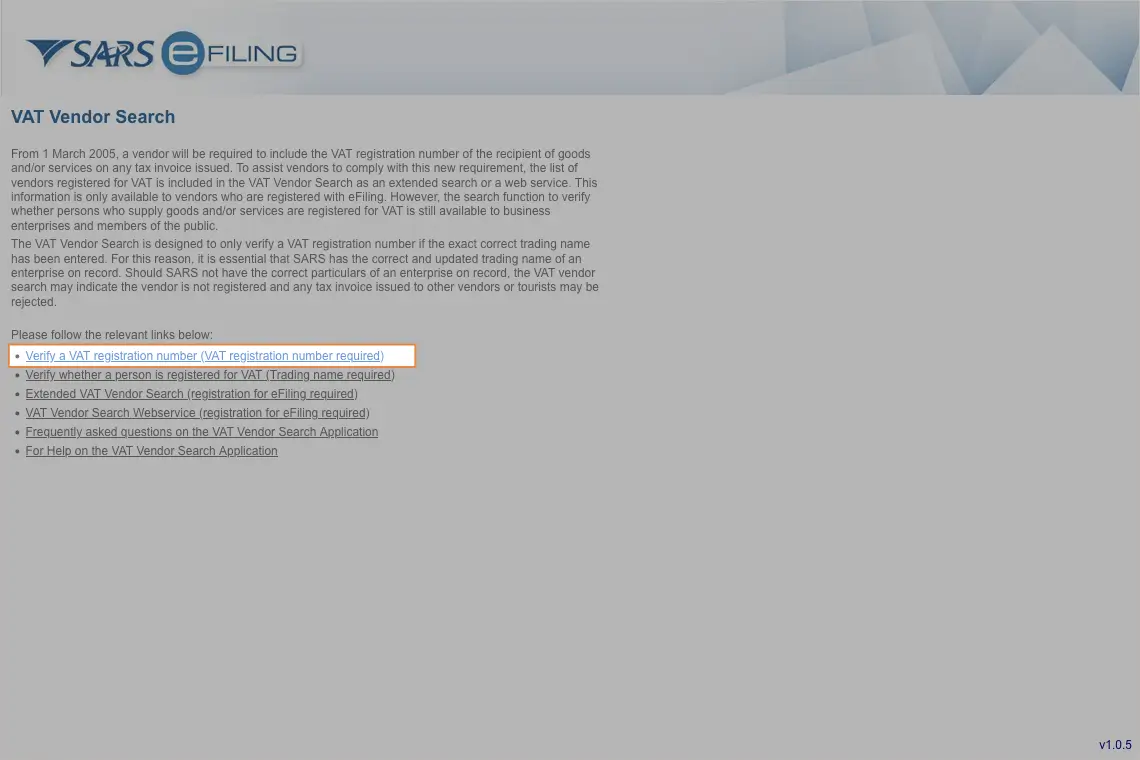 SARS e FILING
VAT Vendor Search
From 1 March 2005, a vendor will be required to include the VAT registration number of the recipient of goods
and/or services on any tax invoice issued. To assist vendors to comply with this new requirement, the list of
vendors registered for VAT is included in the VAT Vendor Search as an extended search or a web service. This
information is only available to vendors who are registered with eFiling. However, the search function to verify
whether persons who supply goods and/or services are registered for VAT is still available to business
enterprises and members of the public.
The VAT Vendor Search is designed to only verify a VAT registration number if the exact correct trading name
has been entered. For this reason, it is essential that SARS has the correct and updated trading name of an
enterprise on record. Should SARS not have the correct particulars of an enterprise on record, the VAT vendor
search may indicate the vendor is not registered and any tax invoice issued to other vendors or tourists may be
rejected.
Please follow the relevant links below:
• Verify a VAT registration number (VAT registration number required)
• Verify whether a person is registered for VAT (Trading name required)
• Extended VAT Vendor Search (registration for eFiling required)
• VAT Vendor Search Webservice (registration for eFiling required)
• Frequently asked questions on the VAT Vendor Search Application
• For Help on the VAT Vendor Search Application
v1.0.5